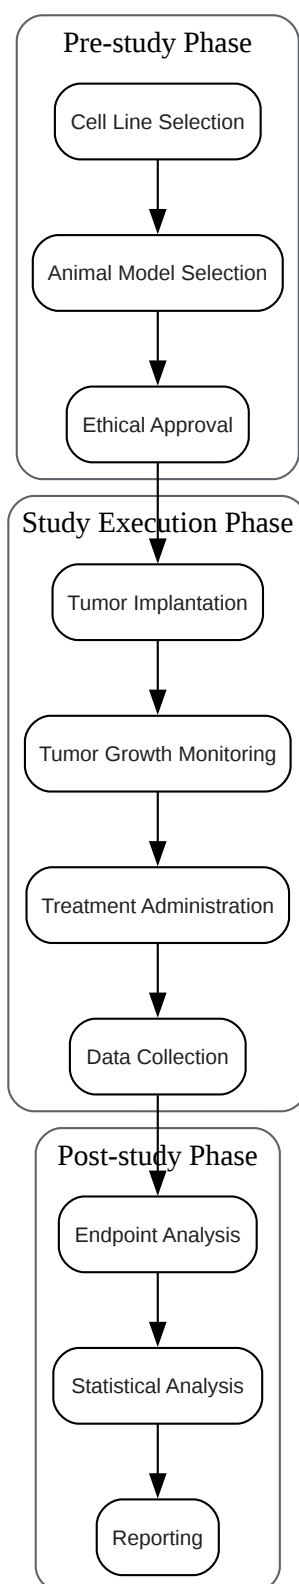 Pre-study Phase
Cell Line Selection
Animal Model Selection
Ethical Approval
Study Execution Phase
Tumor Implantation
Tumor Growth Monitoring
Treatment Administration
Data Collection
Post-study Phase
Endpoint Analysis
Statistical Analysis
Reporting